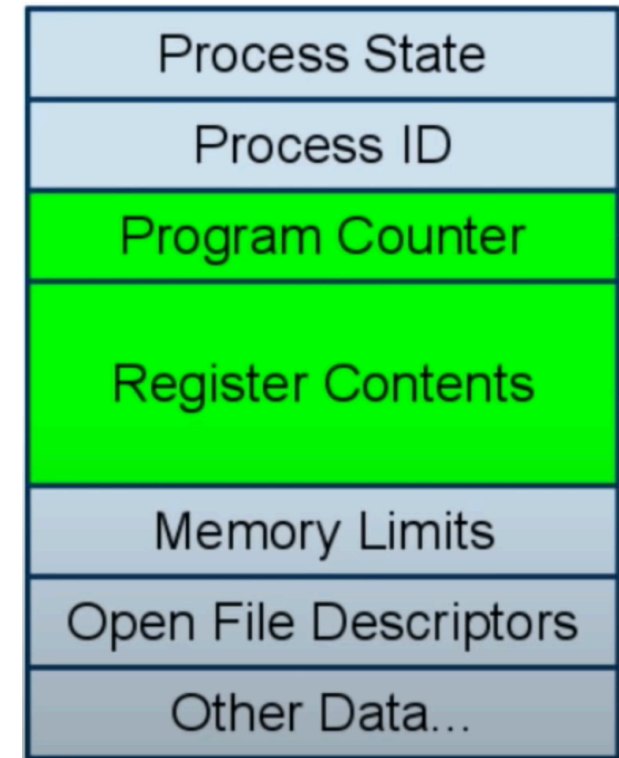 Process State
Process ID
Program Counter
Register Contents
Memory Limits
Open File Descriptors
Other Data...